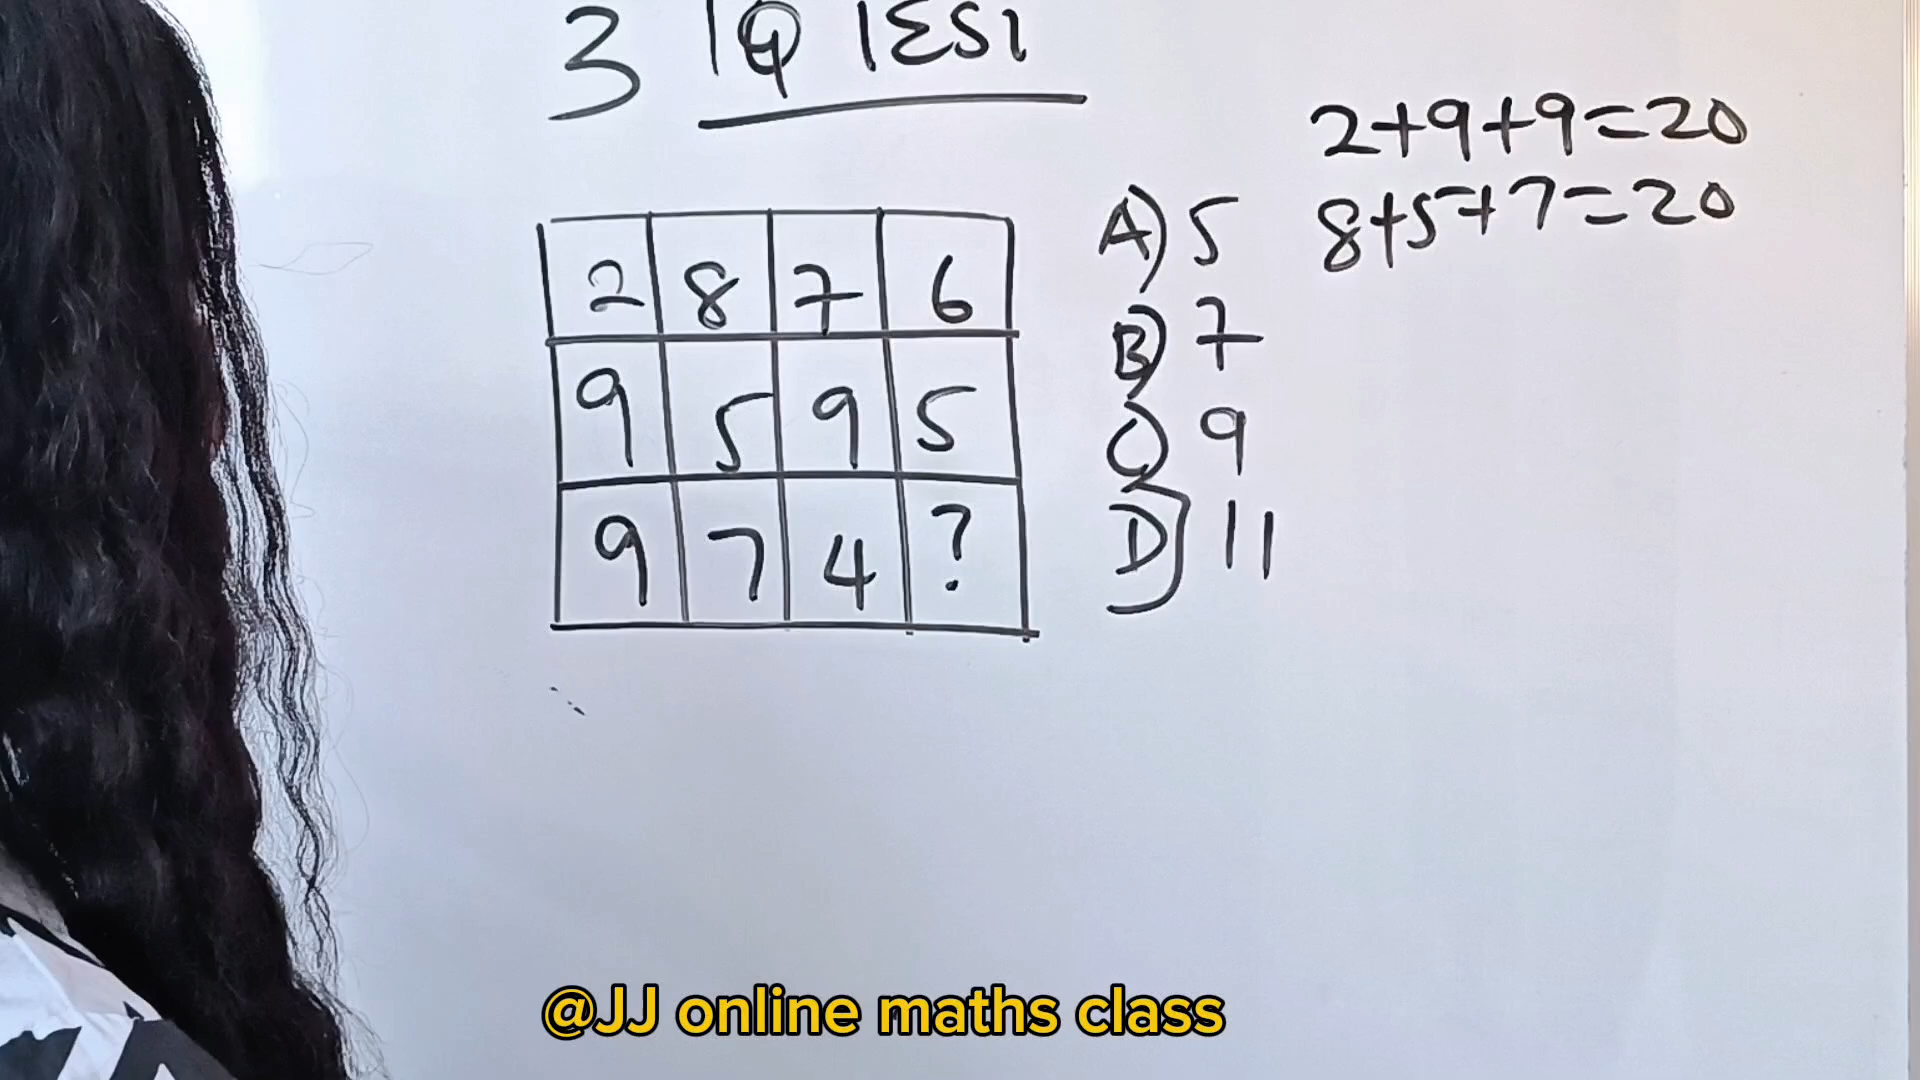 3 IQ TEST
2+9+9=20
8+5+7=20
2 8 7 6
9 5 9 5
9 7 4 ?
A) 5
B) 7
C) 9
D) 11
@JJ online maths class